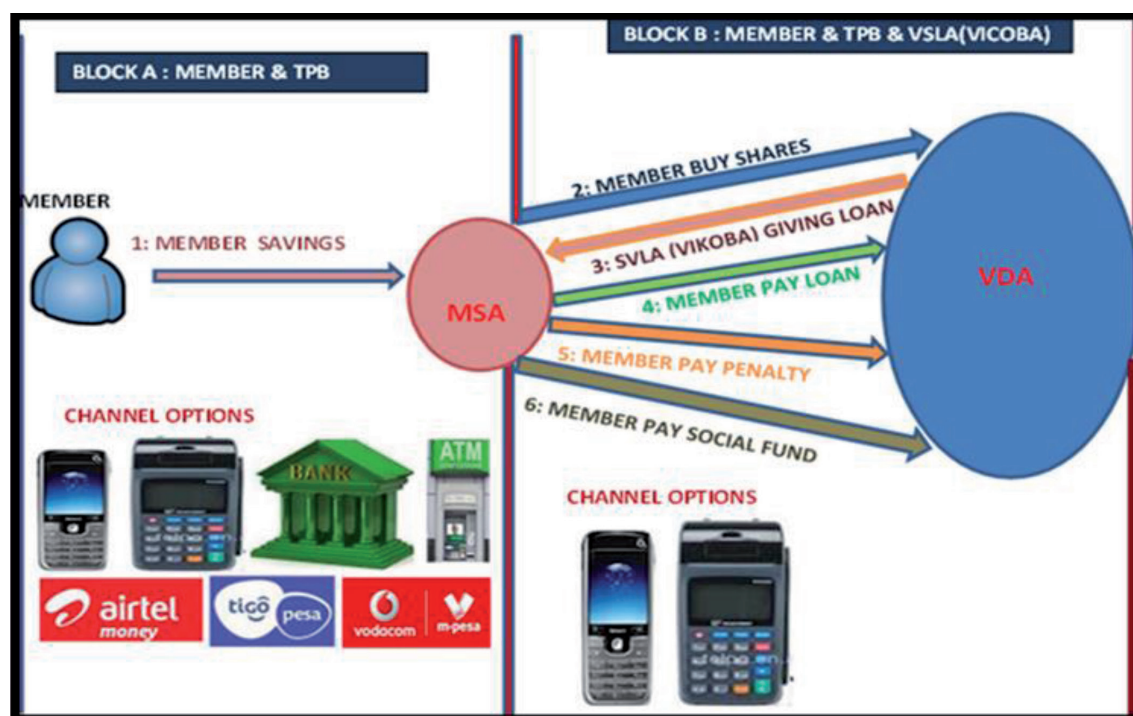 BLOCK A : MEMBER & TPB
BLOCK B : MEMBER & TPB & VSLA(VICOBA)
MEMBER
1: MEMBER SAVINGS
MSA
2: MEMBER BUY SHARES
3: SVLA (VIKOBA) GIVING LOAN
4: MEMBER PAY LOAN
5: MEMBER PAY PENALTY
6: MEMBER PAY SOCIAL FUND
VDA
CHANNEL OPTIONS
BANK
ATM
airtel
money
tigo
pesa
vodacom
m-pesa
CHANNEL OPTIONS